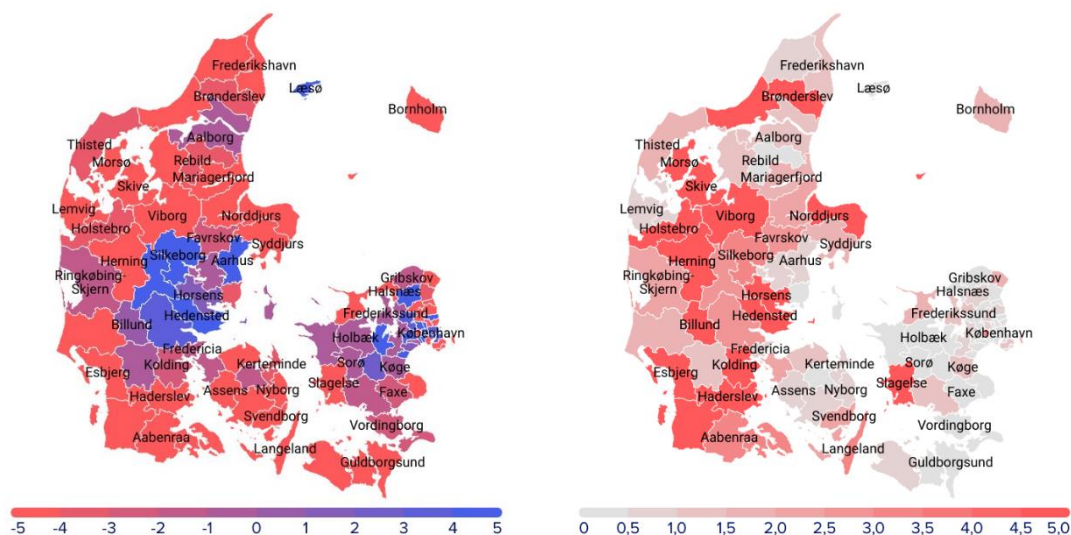 Frederikshavn
Læsø
Brønderslev
Bornholm
Aalborg
Thisted
Morsø
Rebild
Mariagerfjord
Skive
Lemvig
Viborg
Norddjurs
Holstebro
Favrskov
Syddjurs
Silkeborg
Herning
Aarhus
Ringkøbing-
Skjern
Horsens
Gribskov
Halsnæs
Hedensted
Frederikssund
Billund
København
Holbæk
Fredericia
Kolding
Kerteminde
Sorø
Køge
Esbjerg
Slagelse
Haderslev
Assens
Nyborg
Faxe
Svendborg
Vordingborg
Aabenraa
Langeland
Guldborgsund
-5 -4 -3 -2 -1 0 1 2 3 4 5
Frederikshavn
Læsø
Brønderslev
Bornholm
Aalborg
Thisted
Morsø
Rebild
Mariagerfjord
Skive
Lemvig
Viborg
Norddjurs
Holstebro
Favrskov
Syddjurs
Silkeborg
Herning
Aarhus
Ringkøbing-
Skjern
Horsens
Gribskov
Halsnæs
Hedensted
Frederikssund
Billund
København
Holbæk
Fredericia
Kolding
Kerteminde
Sorø
Køge
Esbjerg
Slagelse
Haderslev
Assens
Nyborg
Faxe
Svendborg
Vordingborg
Aabenraa
Langeland
Guldborgsund
0 0,5 1,0 1,5 2,0 2,5 3,0 3,5 4,0 4,5 5,0